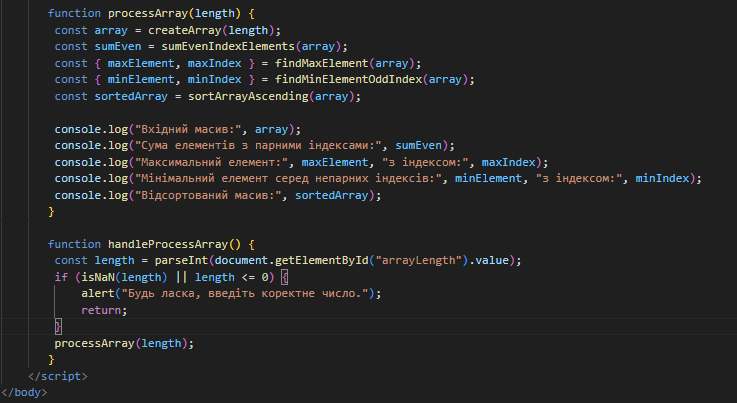 function processArray(length) {
const array = createArray(length);
const sumEven = sumEvenIndexElements(array);
const { maxElement, maxIndex } = findMaxElement(array);
const { minElement, minIndex } = findMinElementOddIndex(array);
const sortedArray = sortArrayAscending(array);
console.log("Вхідний масив:", array);
console.log("Сума елементів з парними індексами:", sumEven);
console.log("Максимальний елемент:", maxElement, "з індексом:", maxIndex);
console.log("Мінімальний елемент серед непарних індексів:", minElement, "з індексом:", minIndex);
console.log("Відсортований масив:", sortedArray);
}
function handleProcessArray() {
const length = parseInt(document.getElementById("arrayLength").value);
if (isNaN(length) || length <= 0) {
alert("Будь ласка, введіть коректне число.");
return;
}
processArray(length);
}
</script>
</body>